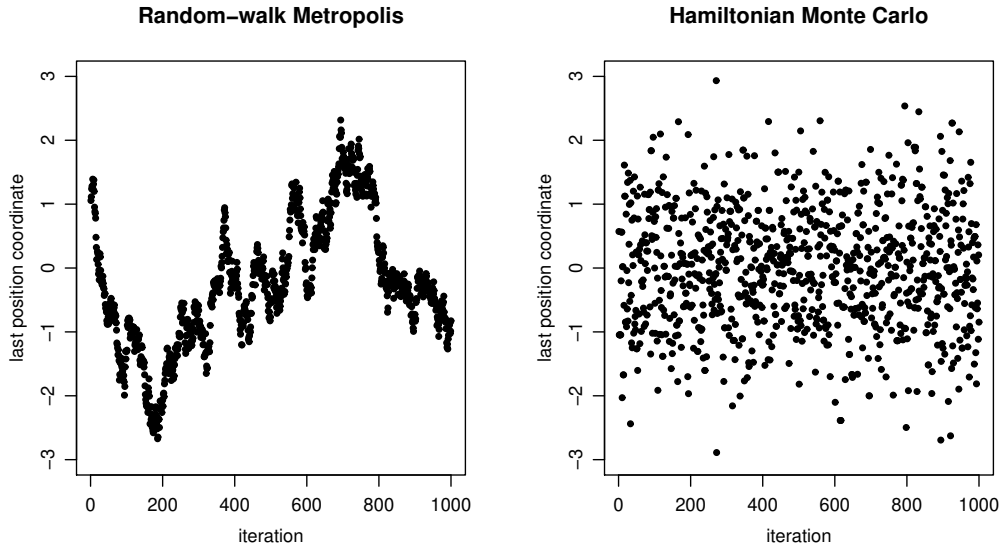 Random−walk Metropolis
Hamiltonian Monte Carlo
last position coordinate
3
2
1
0
−1
−2
−3
0 200 400 600 800 1000
iteration
last position coordinate
3
2
1
0
−1
−2
−3
0 200 400 600 800 1000
iteration